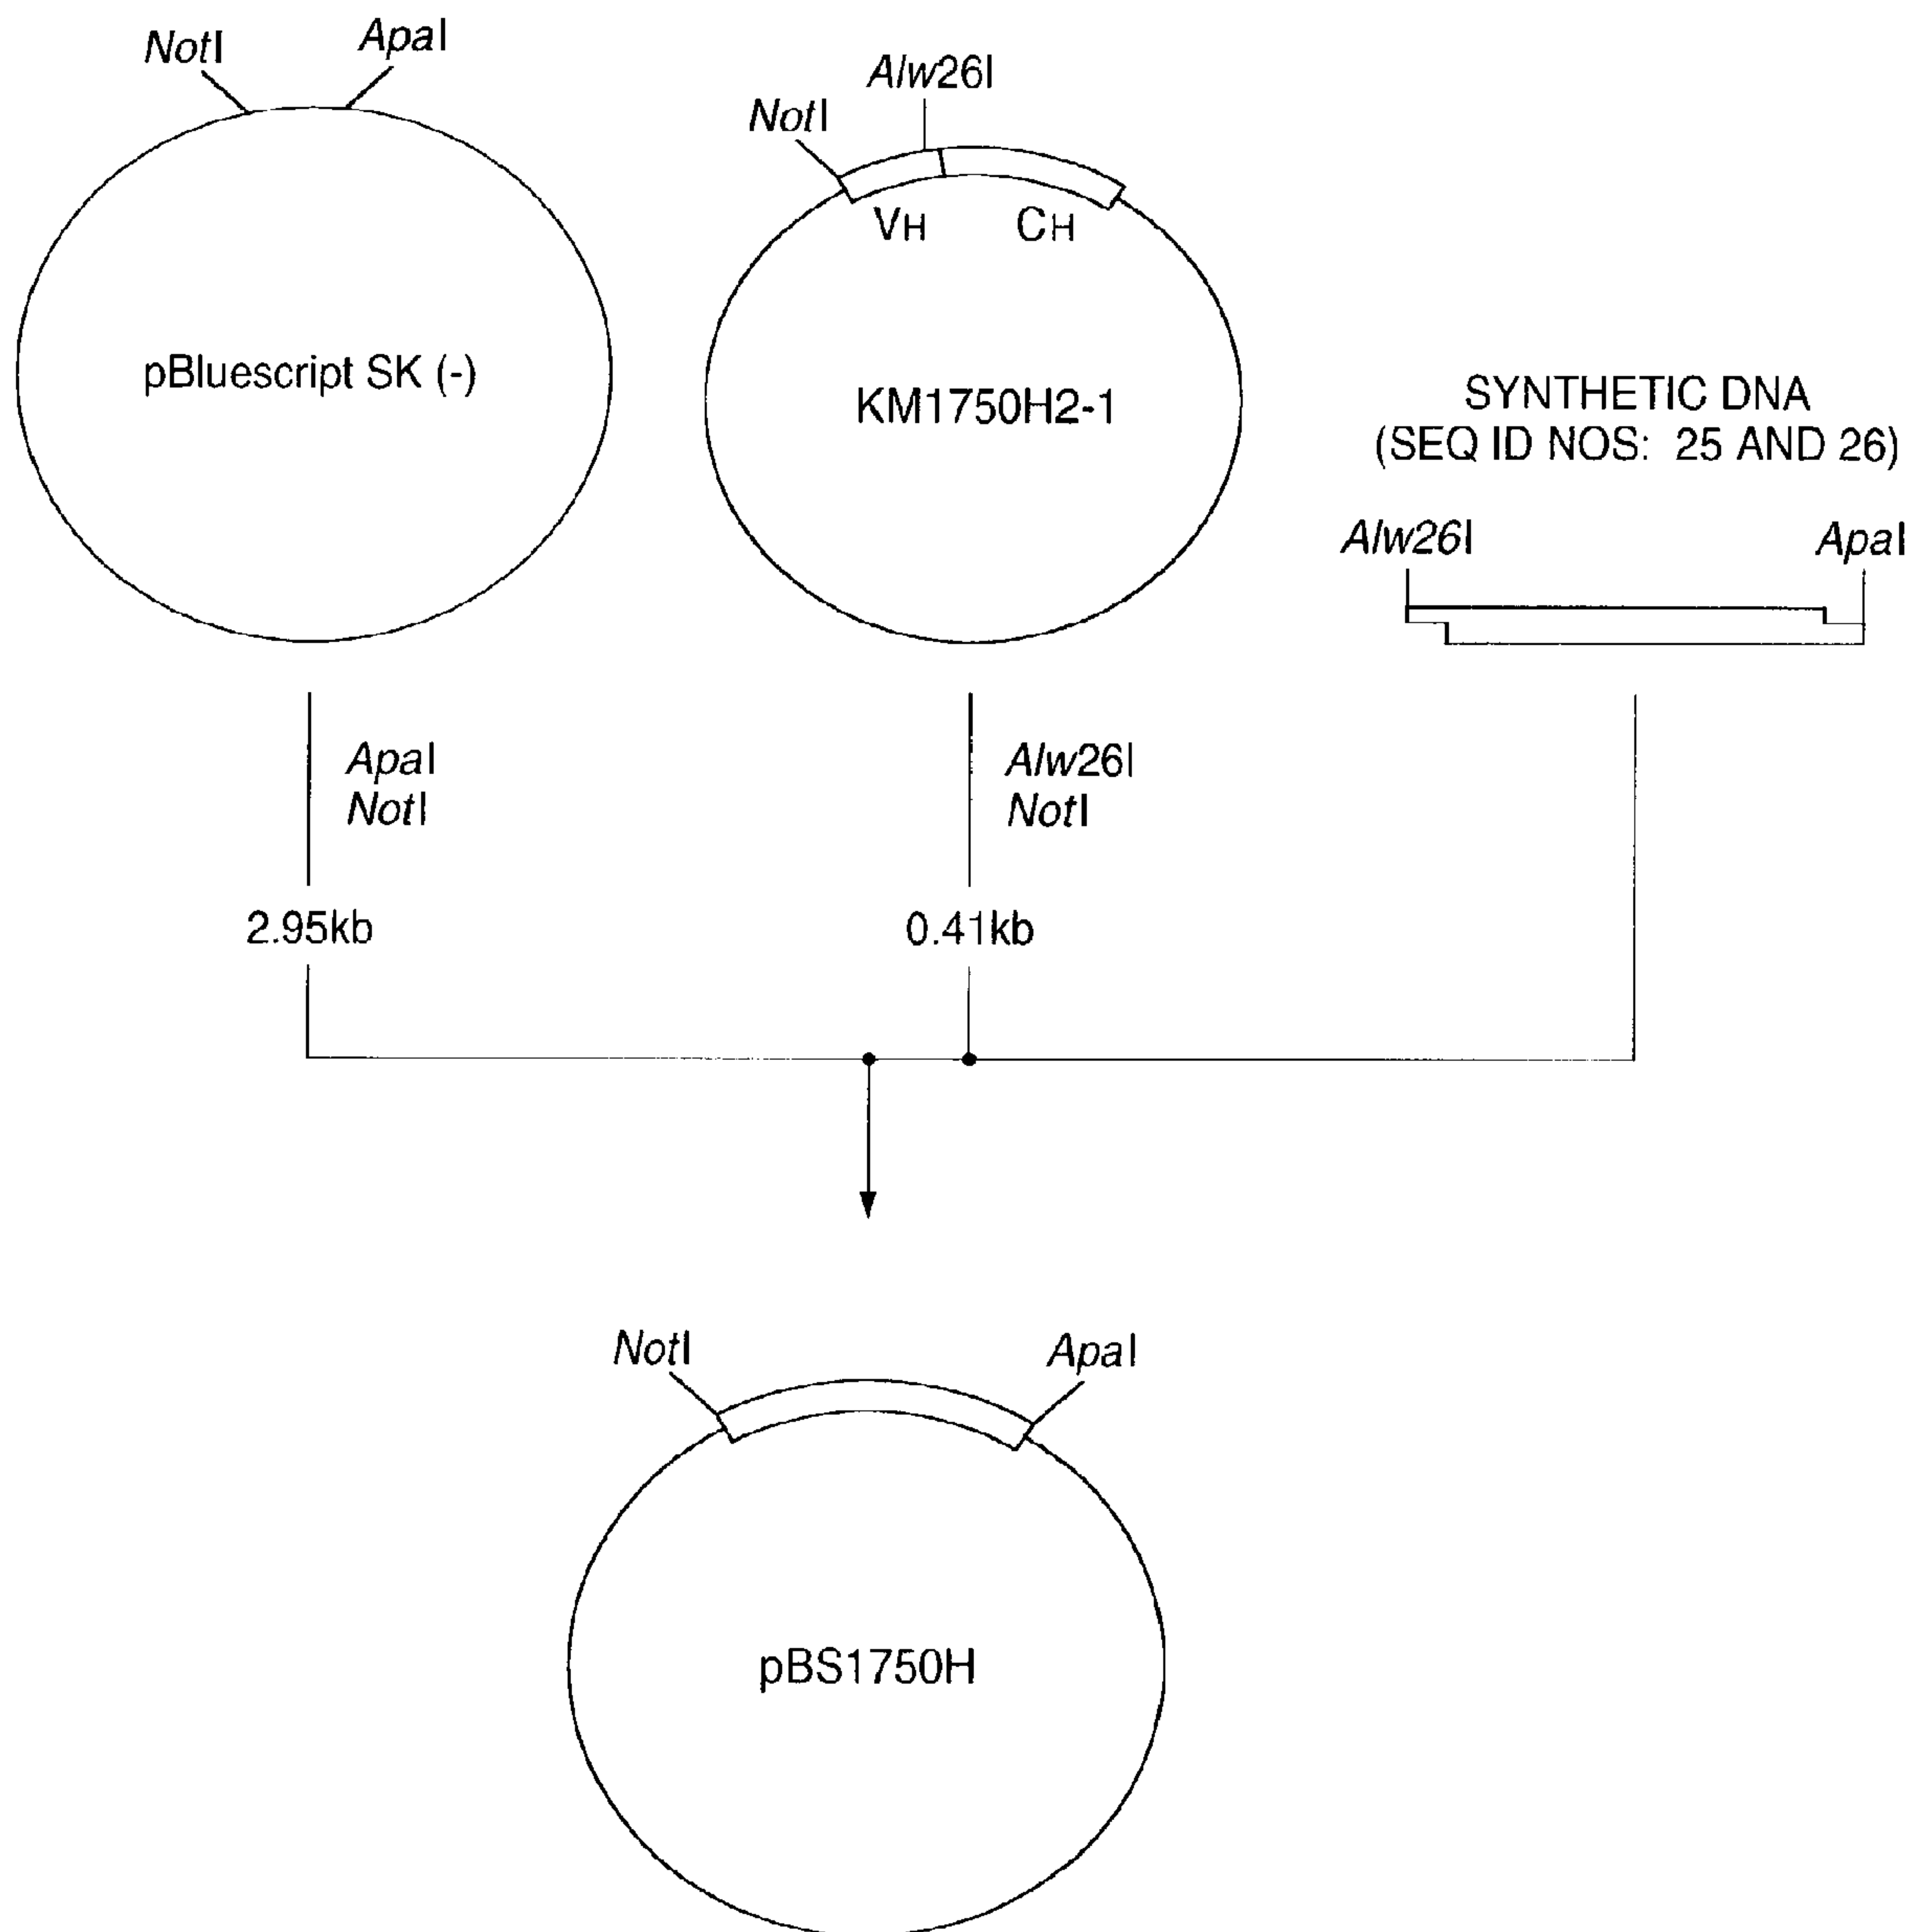 NotI
ApaI
Alw26I
NotI
VH
CH
pBluescript SK (-)
KM1750H2-1
SYNTHETIC DNA
(SEQ ID NOS: 25 AND 26)
Alw26I
ApaI
ApaI
NotI
Alw26I
NotI
2.95kb
0.41kb
NotI
ApaI
pBS1750H